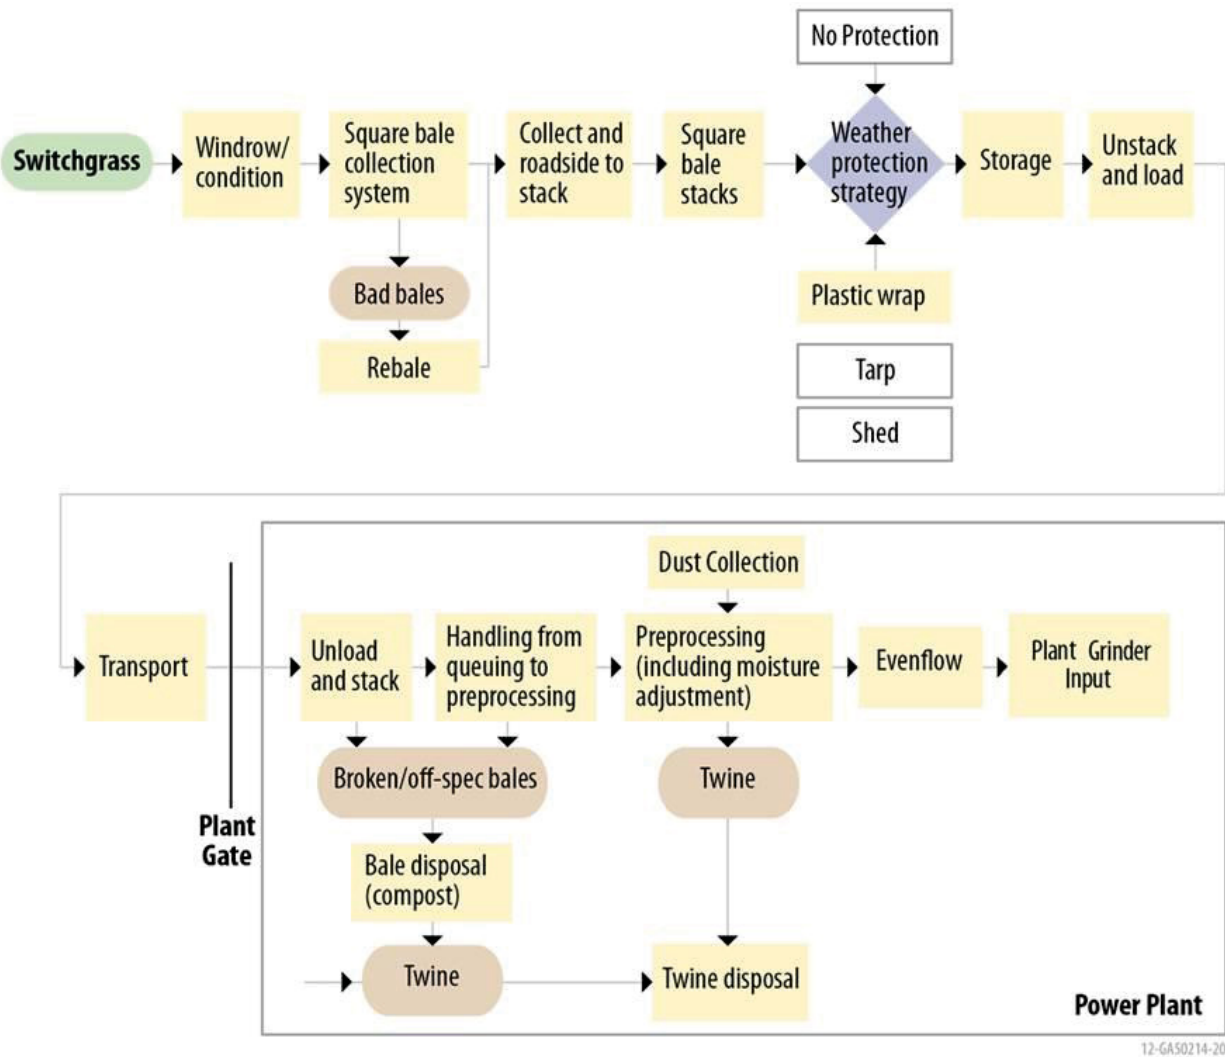 No Protection
Switchgrass
Windrow/
condition
Square bale
collection
system
Collect and
roadside to
stack
Square
bale
stacks
Weather
protection
strategy
Storage
Unstack
and load
Bad bales
Plastic wrap
Rebale
Tarp
Shed
Dust Collection
Transport
Unload
and stack
Handling from
queuing to
preprocessing
Preprocessing
(including moisture
adjustment)
Evenflow
Plant Grinder
Input
Broken/off-spec bales
Twine
Plant
Gate
Bale disposal
(compost)
Twine
Twine disposal
Power Plant
12-GA50214-20